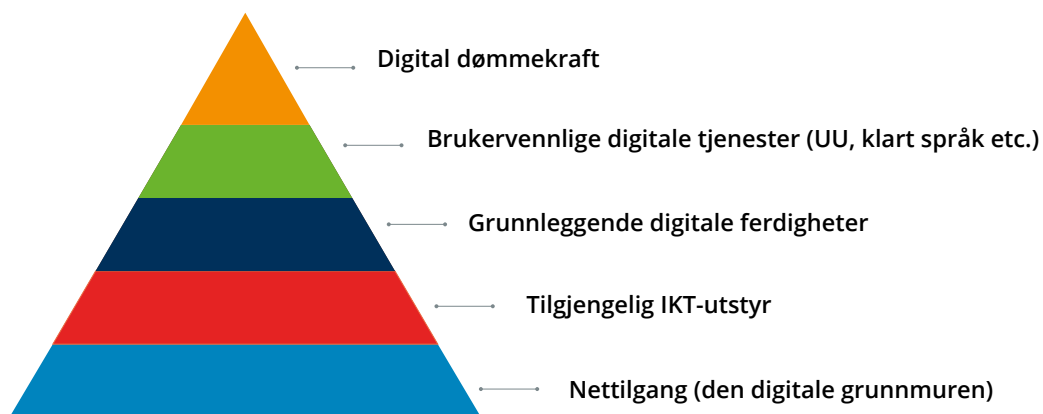 Digital dømmekraft
Brukervennlige digitale tjenester (UU, klart språk etc.)
Grunnleggende digitale ferdigheter
Tilgjengelig IKT-utstyr
Nettilgang (den digitale grunnmuren)